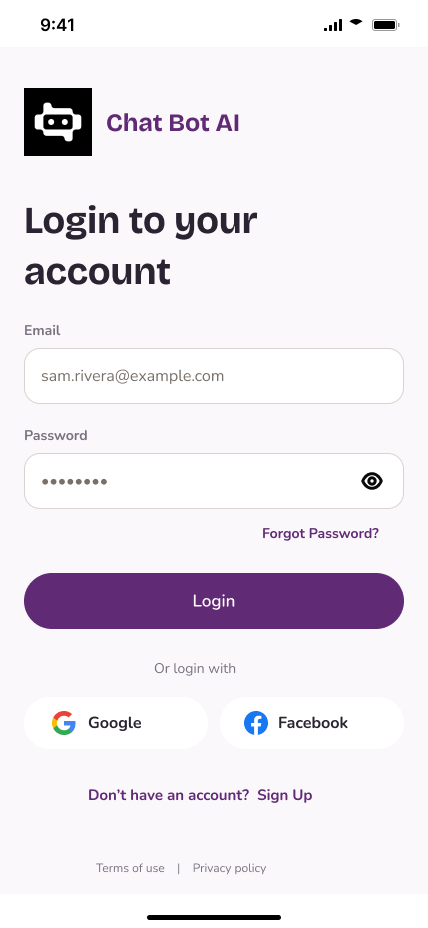 9:41
Chat Bot AI
Login to your
account
Email
sam.rivera@example.com
Password
••••••••
Forgot Password?
Login
Or login with
Google
Facebook
Don’t have an account? Sign Up
Terms of use | Privacy policy